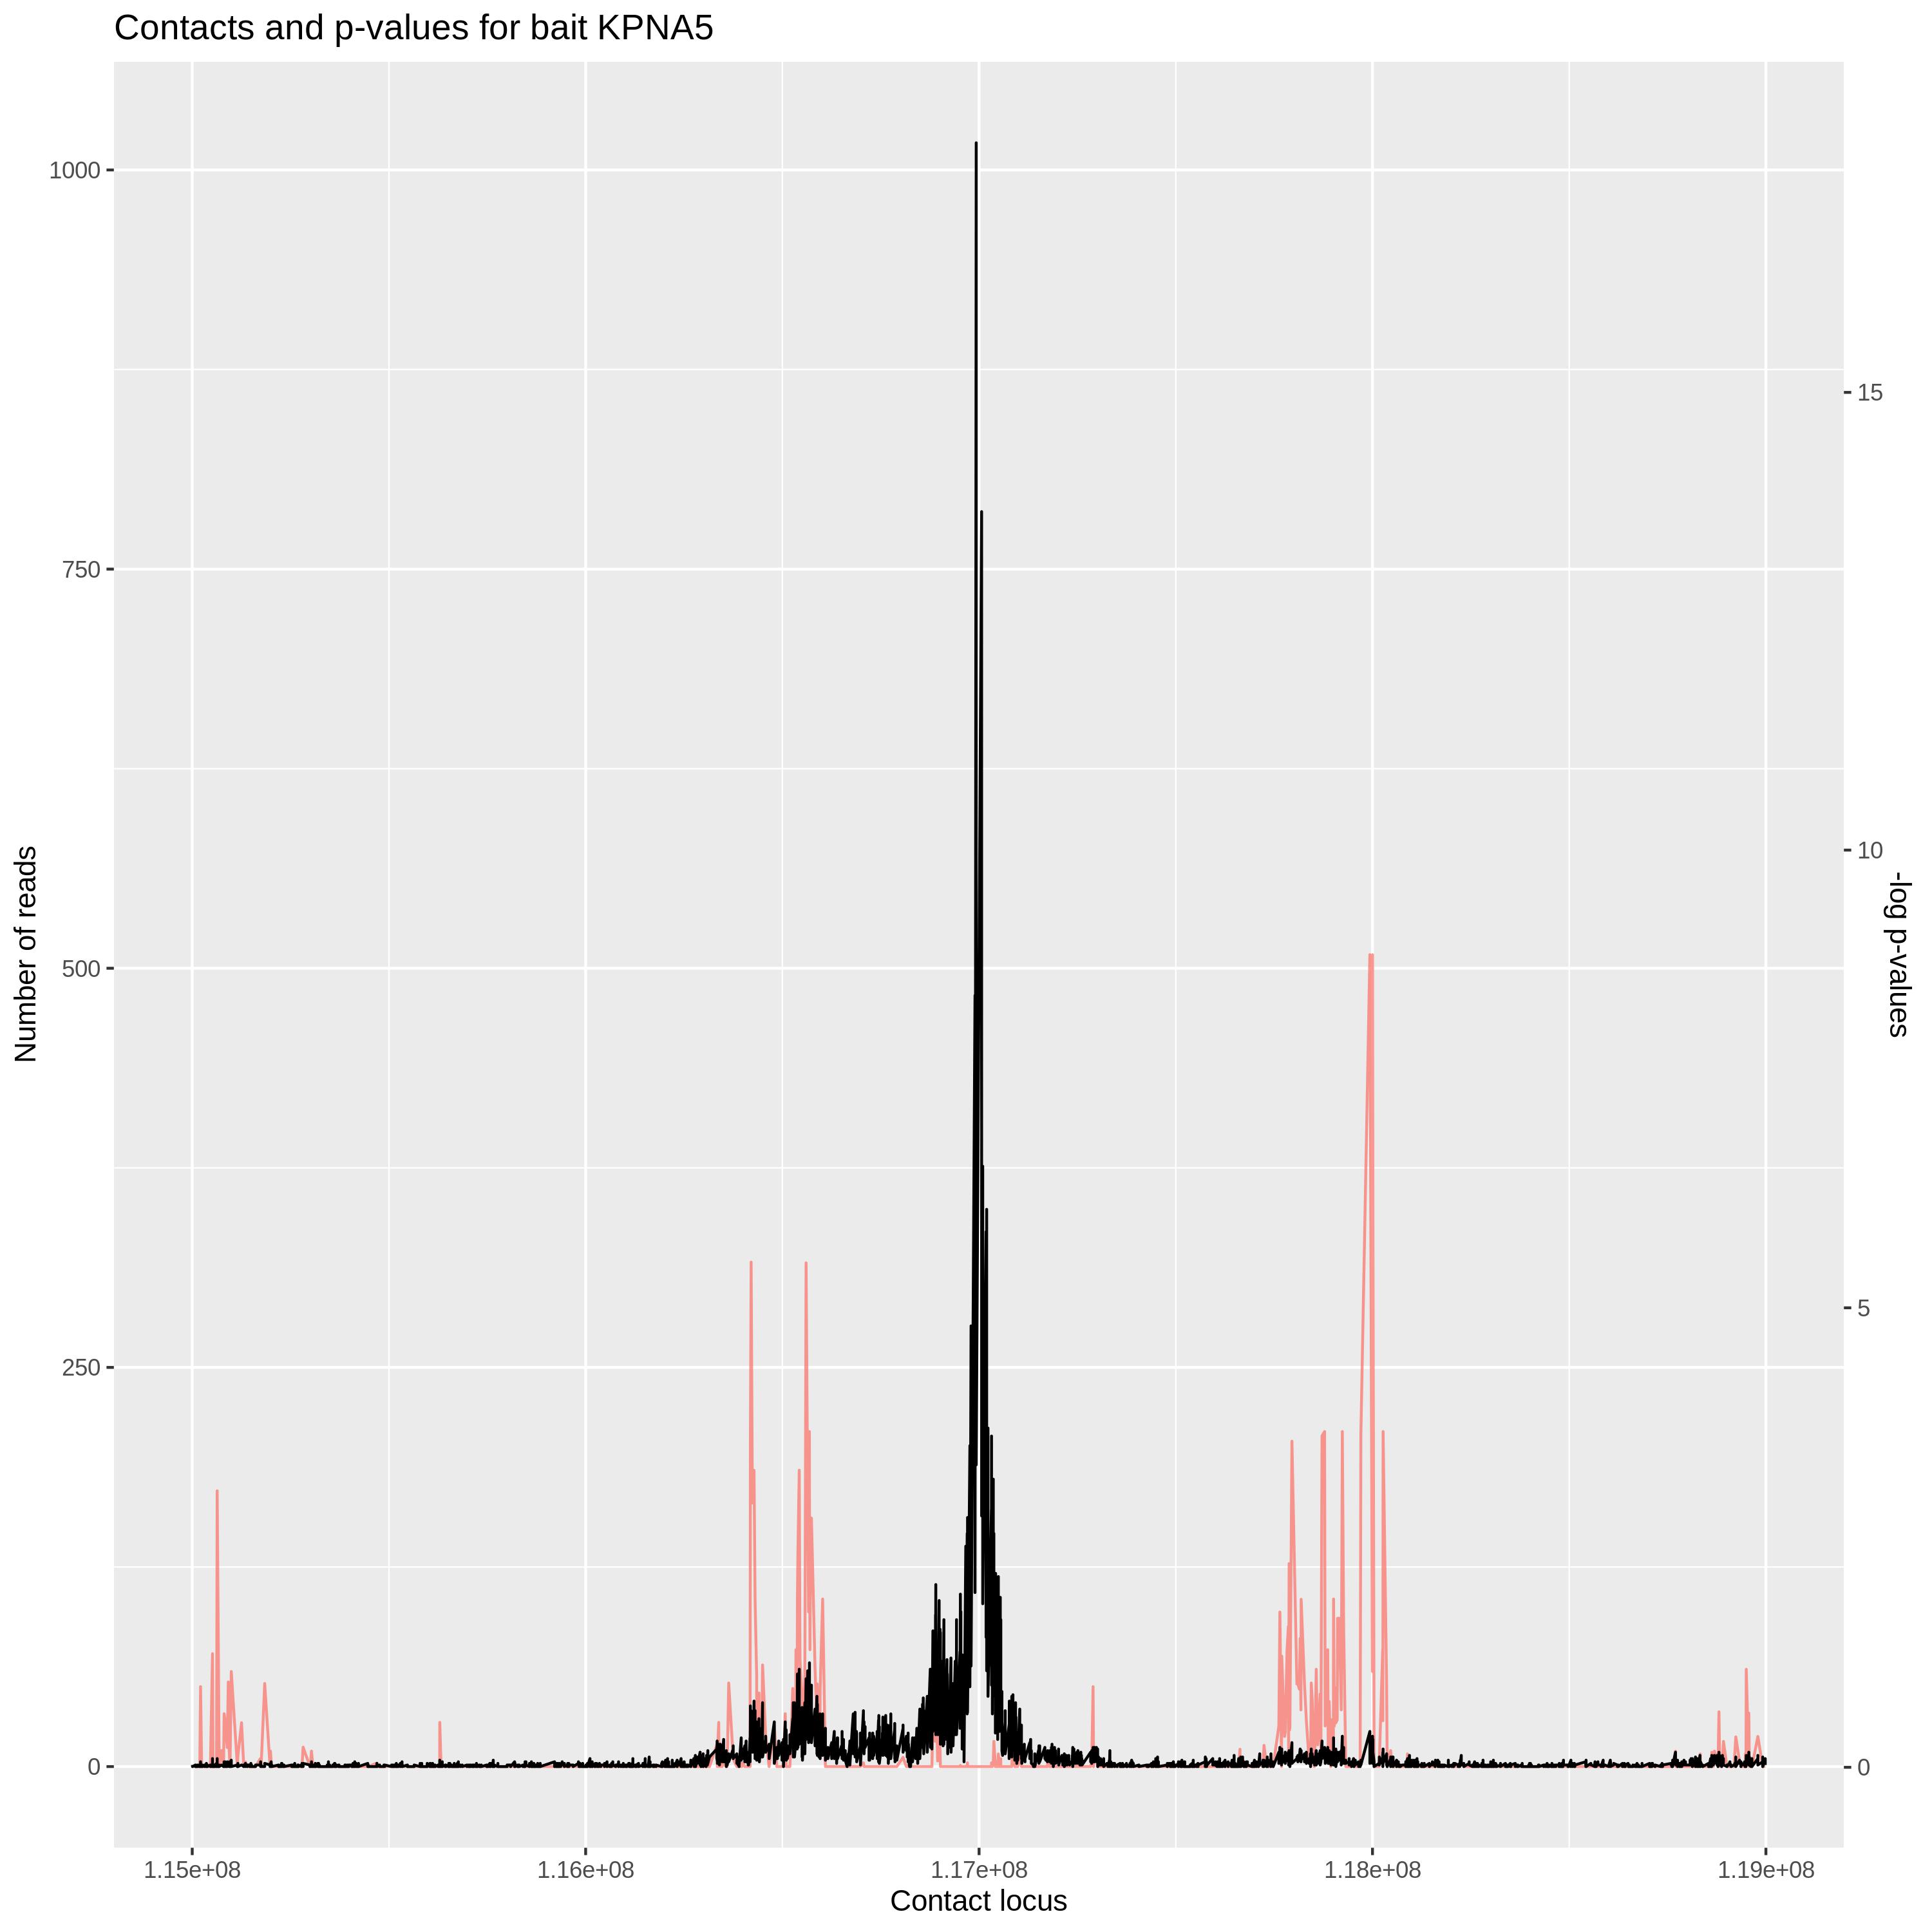 Contacts and p-values for bait KPNA5
1000
750
500
250
0
Number of reads
15
10
5
0
-log p-values
1.15e+08
1.16e+08
1.17e+08
1.18e+08
1.19e+08
Contact locus